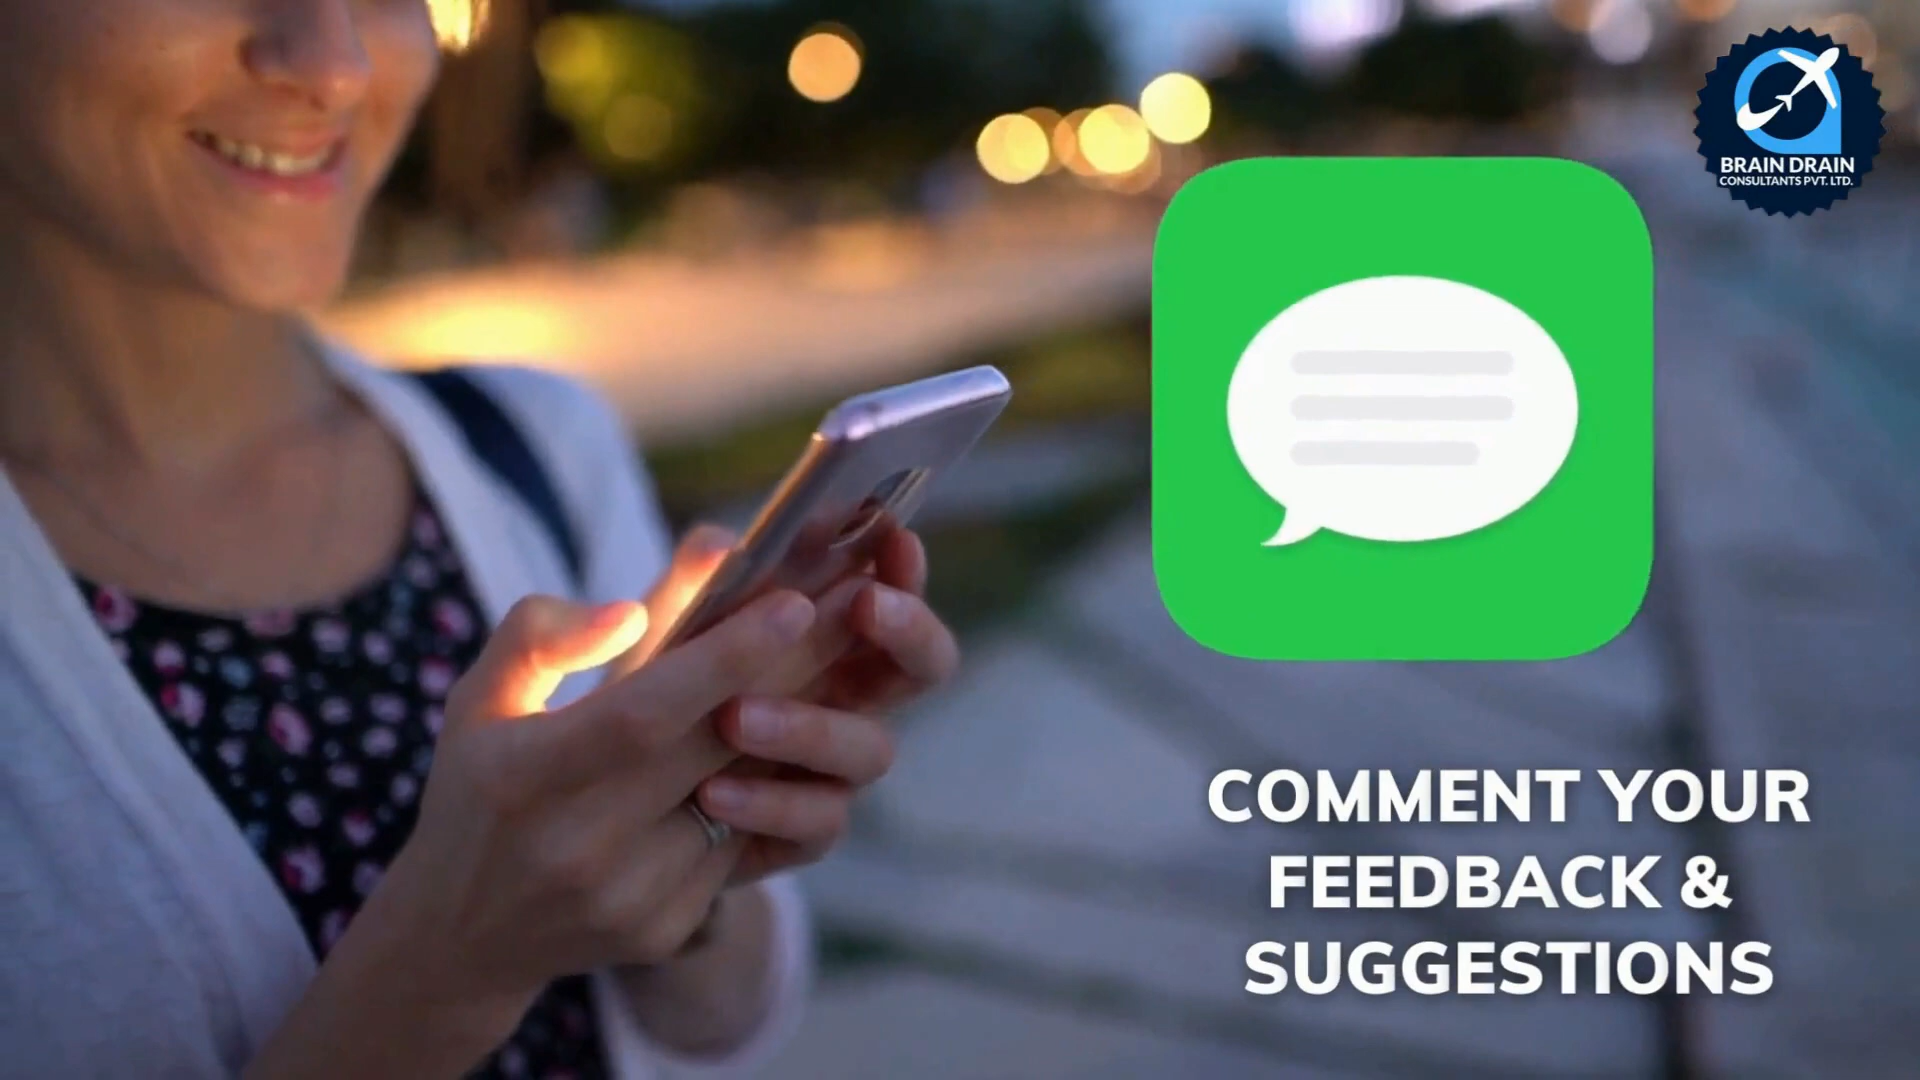 BRAIN DRAIN
CONSULTANTS PVT. LTD.
COMMENT YOUR
FEEDBACK &
SUGGESTIONS